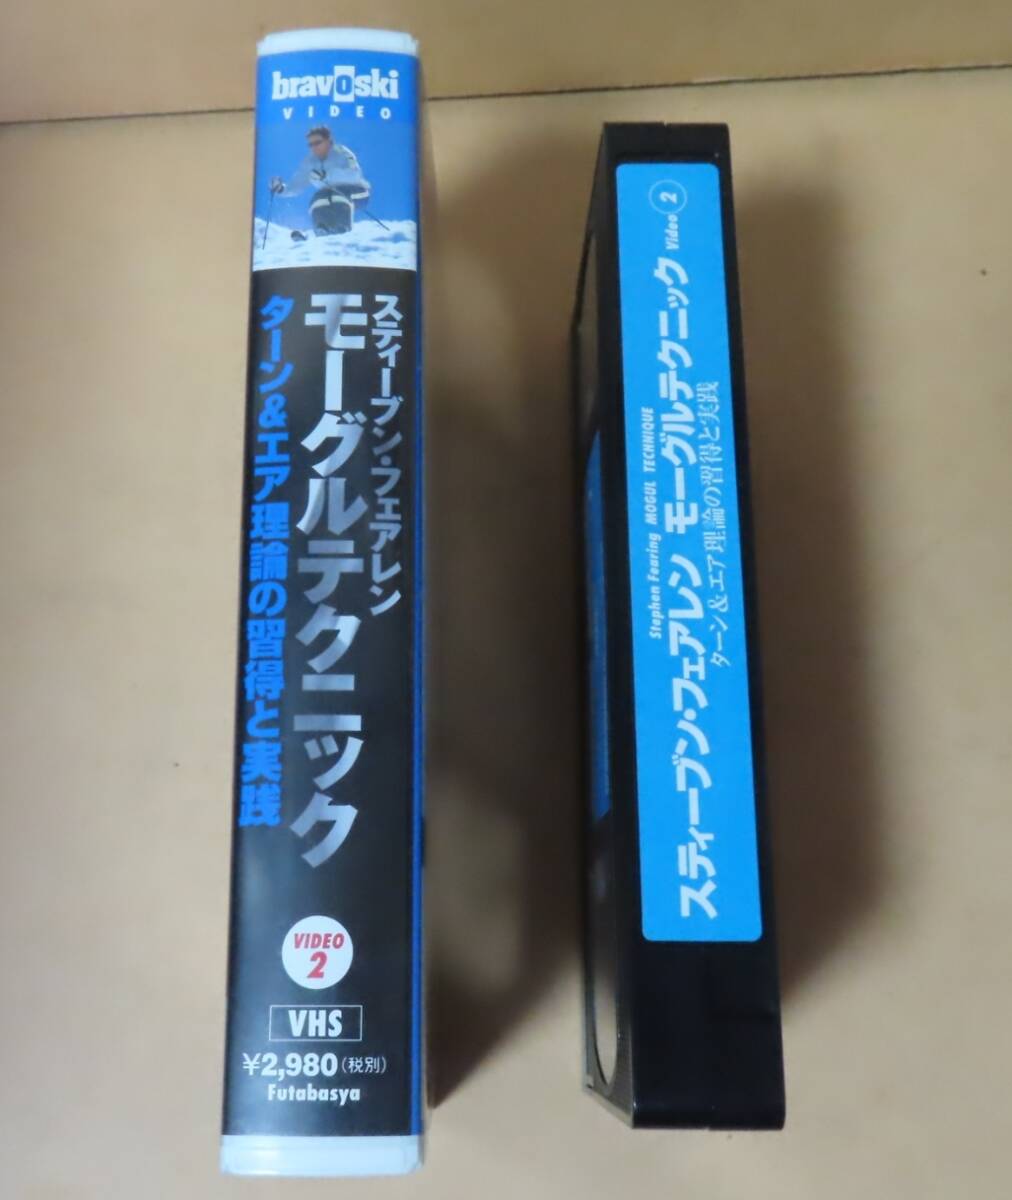 bravoski
VIDEO
スティーブン・フェアレン
モーグルテクニック
ターン&エア理論の習得と実践
VIDEO
2
VHS
¥2,980(税別)
Futabasya
Stephen Fearing MOGUL TECHNIQUE
スティーブン・フェアレン モーグルテクニック Video 2
ターン&エア理論の習得と実践